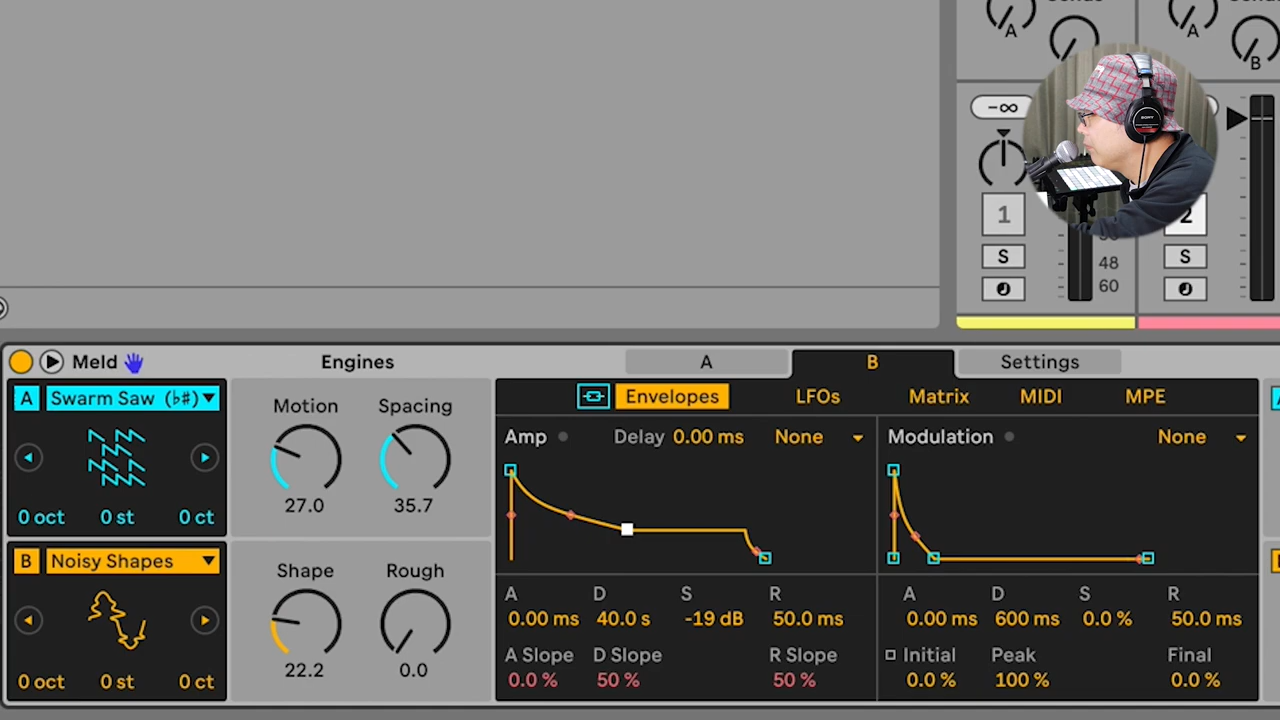 Sends
A
A
B
-∞
1
2
S
S
48
60
Meld
Engines
A
B
Settings
A
Swarm Saw (♭♯)
Motion
Spacing
Envelopes
LFOs
Matrix
MIDI
MPE
Amp
Delay 0.00 ms
None
Modulation
None
27.0
35.7
0 oct
0 st
0 ct
B
Noisy Shapes
Shape
Rough
22.2
0.0
0 oct
0 st
0 ct
A
D
S
R
0.00 ms
40.0 s
-19 dB
50.0 ms
A Slope
D Slope
R Slope
0.0 %
50 %
50 %
A
D
S
R
0.00 ms
600 ms
0.0 %
50.0 ms
Initial
Peak
Final
0.0 %
100 %
0.0 %
SONY